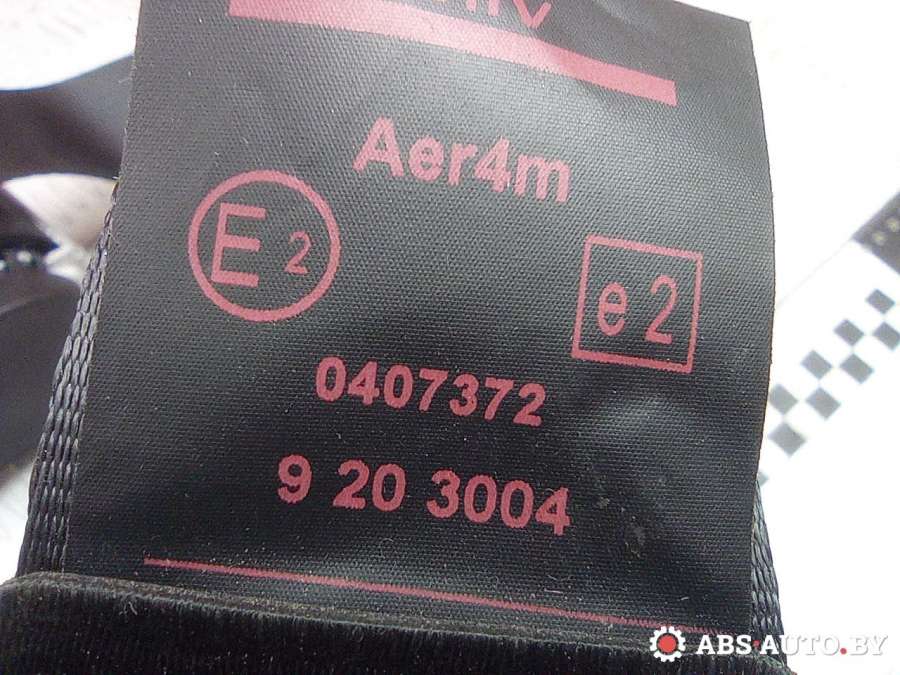 Aer4m
E 2
e 2
0407372
9 20 3004
ABS-AUTO.BY